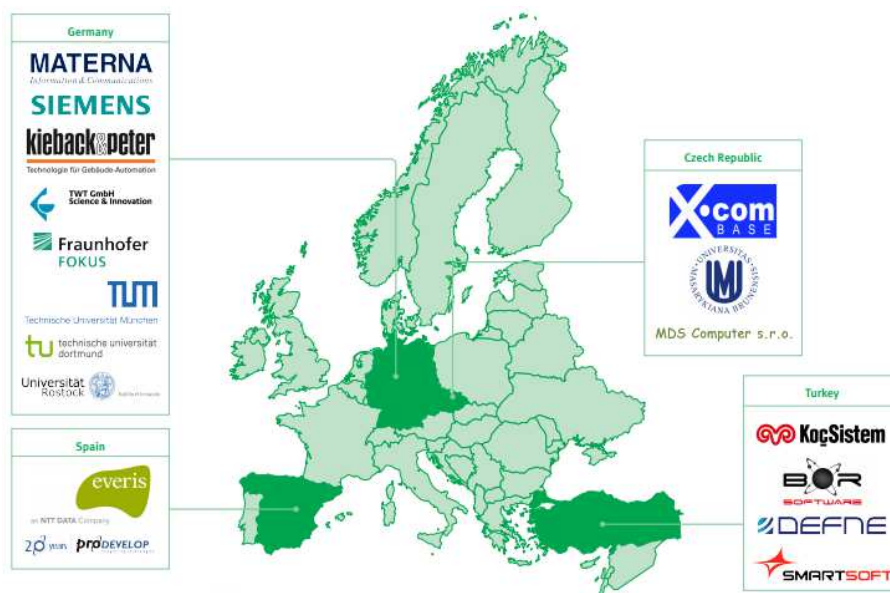 Germany
MATERNA
Information & Communications
SIEMENS
kieback&peter
Technologie für Gebäude-Automation
TWT GmbH
Science & Innovation
Fraunhofer
FOKUS
TUM
Technische Universität München
tu technische universität
dortmund
Universität
Rostock
Spain
everis
an NTT DATA Company
20 years proDEVELOP
Czech Republic
X•com
BASE
UNIVERSITAS
MASARYKIANA BRUNENSIS
MU
MDS Computer s.r.o.
Turkey
KoçSistem
BOR
SOFTWARE
DEFNE
SMARTSOFT